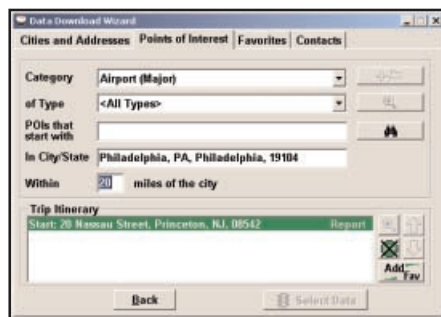 Data Download Wizard
Cities and Addresses Points of Interest Favorites Contacts
Category Airport (Major)
of Type <All Types>
POIs that start with
In City/State Philadelphia, PA, Philadelphia, 19104
Within 20 miles of the city
Trip Itinerary
Start: 20 Nassau Street, Princeton, NJ, 08542 Report
Add Fav
Back Select Data